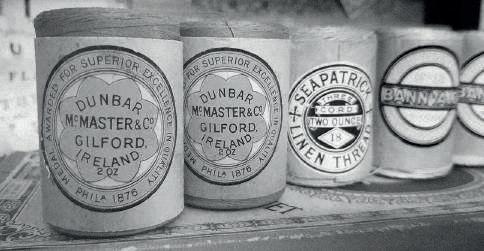 MEDAL AWARDED FOR SUPERIOR EXCELLENCE IN QUALITY
PHILA 1876
DUNBAR,
McMASTER & Co
GILFORD,
IRELAND.
2 OZ
MEDAL AWARDED FOR SUPERIOR EXCELLENCE IN QUALITY
PHILA 1876
DUNBAR,
McMASTER & Co
GILFORD,
IRELAND.
2 OZ
SEAPATRICK
THREE
CORD
TWO OUNCE
18
LINEN THREAD